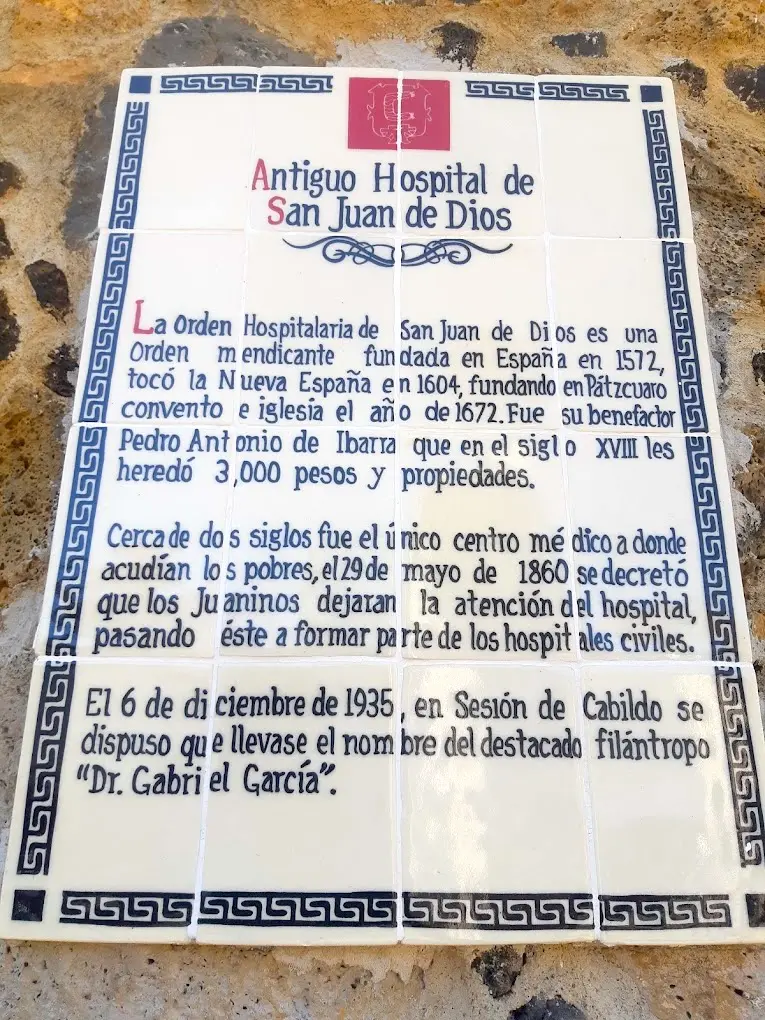 Antiguo Hospital de
San Juan de Dios
La Orden Hospitalaria de San Juan de Dios es una
Orden mendicante fundada en España en 1572,
tocó la Nueva España en 1604, fundando en Pátzcuaro
convento e iglesia el año de 1672. Fue su benefactor
Pedro Antonio de Ibarra que en el siglo XVIII les
heredó 3,000 pesos y propiedades.
Cerca de dos siglos fue el único centro médico a donde
acudían los pobres, el 29 de mayo de 1860 se decretó
que los Juaninos dejaran la atención del hospital,
pasando éste a formar parte de los hospitales civiles.
El 6 de diciembre de 1935, en Sesión de Cabildo se
dispuso que llevase el nombre del destacado filántropo
"Dr. Gabriel García".